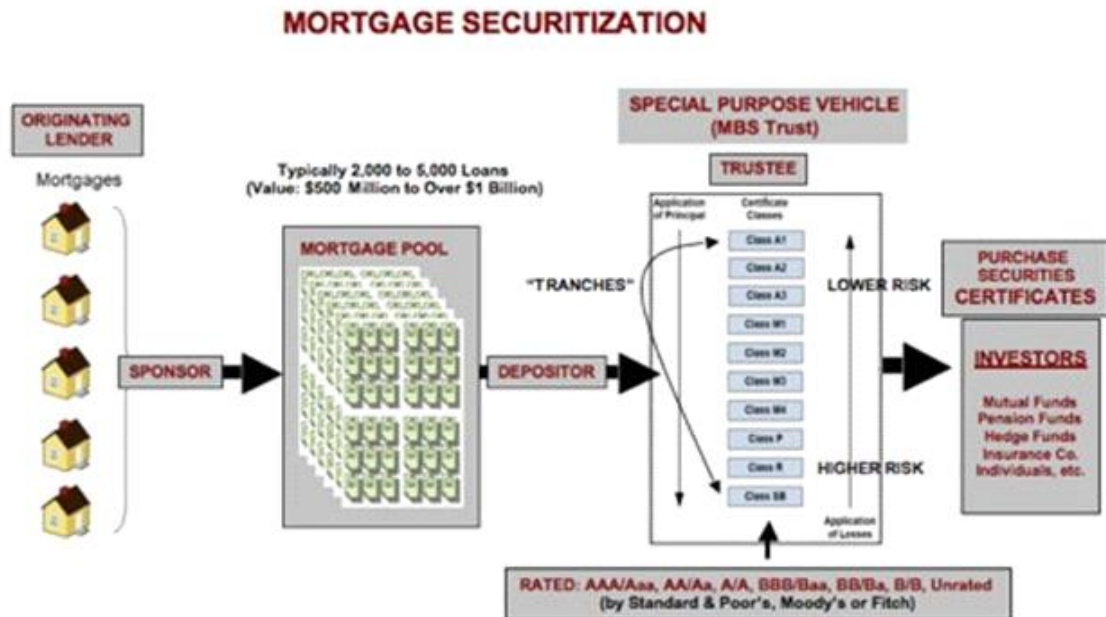 MORTGAGE SECURITIZATION
ORIGINATING
LENDER
Mortgages
SPONSOR
Typically 2,000 to 5,000 Loans
(Value: $500 Million to Over $1 Billion)
MORTGAGE POOL
DEPOSITOR
SPECIAL PURPOSE VEHICLE
(MBS Trust)
TRUSTEE
Application
of Principal
Certificate
Classes
"TRANCHES"
Class A1
Class A2
Class A3
Class M1
Class M2
Class M3
Class M4
Class P
Class R
Class SB
LOWER RISK
HIGHER RISK
Application
of Losses
RATED: AAA/Aaa, AA/Aa, A/A, BBB/Baa, BB/Ba, B/B, Unrated
(by Standard & Poor's, Moody's or Fitch)
PURCHASE
SECURITIES
CERTIFICATES
INVESTORS
Mutual Funds
Pension Funds
Hedge Funds
Insurance Co.
Individuals, etc.